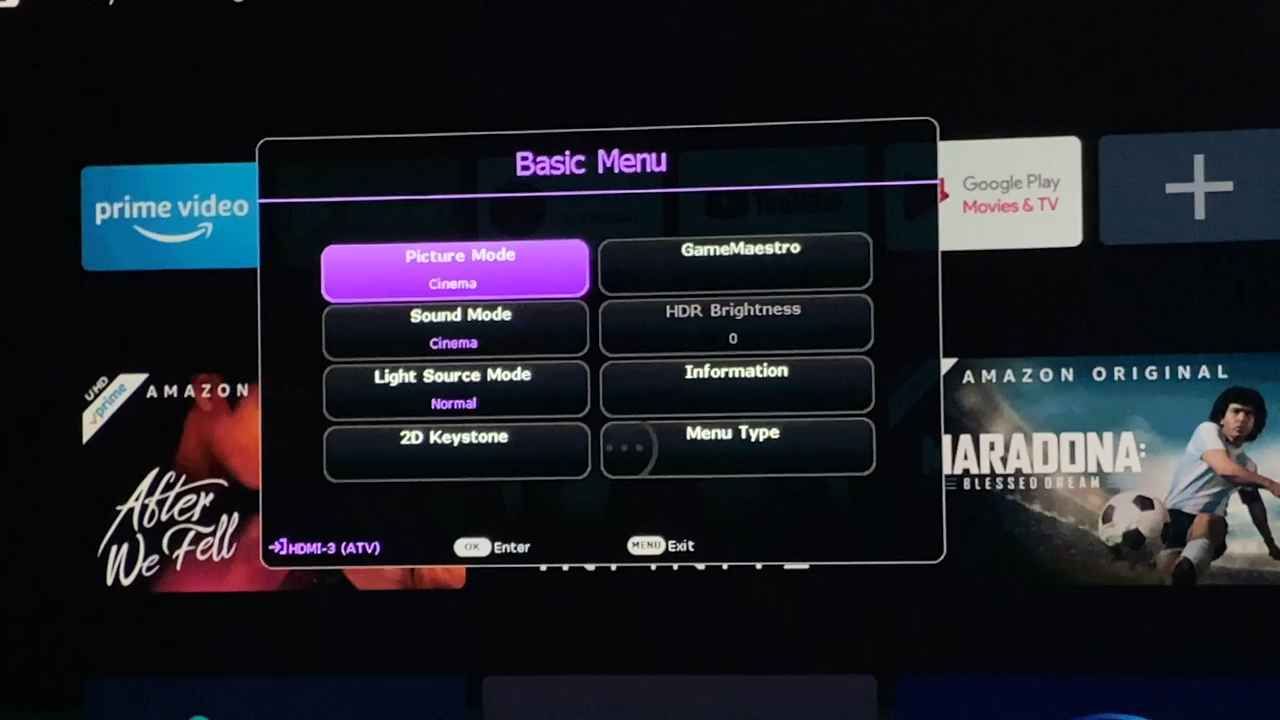 Basic Menu
prime video
Google Play
Movies & TV
Picture Mode
Cinema
GameMaestro
Sound Mode
Cinema
HDR Brightness
0
Light Source Mode
Normal
Information
2D Keystone
Menu Type
UHD
prime
AMAZON
After
We Fell
AMAZON ORIGINAL
MARADONA:
BLESSED DREAM
HDMI-3 (ATV)
OK Enter
MENU Exit